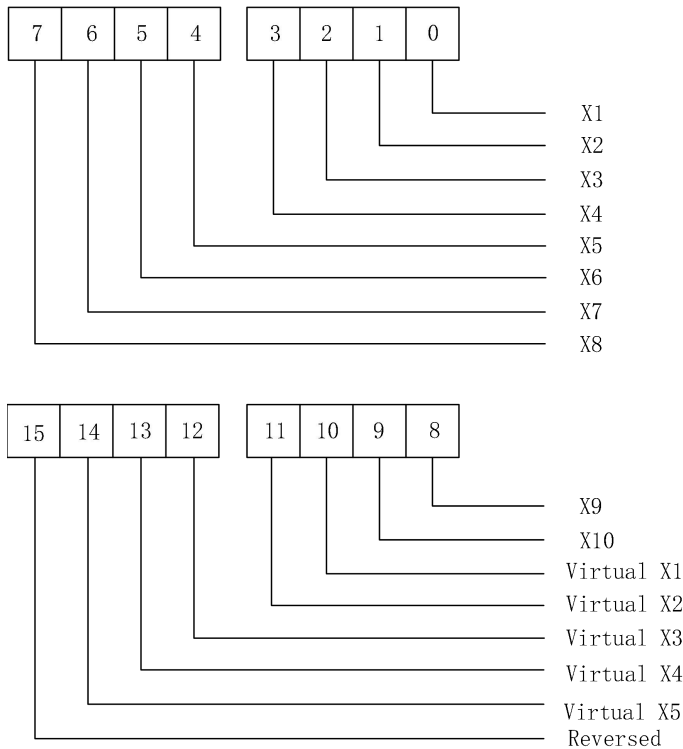 7 6 5 4 3 2 1 0
X1
X2
X3
X4
X5
X6
X7
X8
15 14 13 12 11 10 9 8
X9
X10
Virtual X1
Virtual X2
Virtual X3
Virtual X4
Virtual X5
Reversed